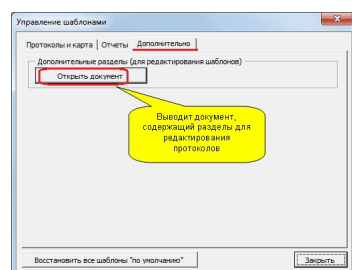 Управление шаблонами
Протоколы и карта Отчеты Дополнительно
Дополнительные разделы (для редактирования шаблонов)
Открыть документ
Выводит документ,
содержащий разделы для
редактирования
протоколов
Восстановить все шаблоны "по умолчанию" Закрыть